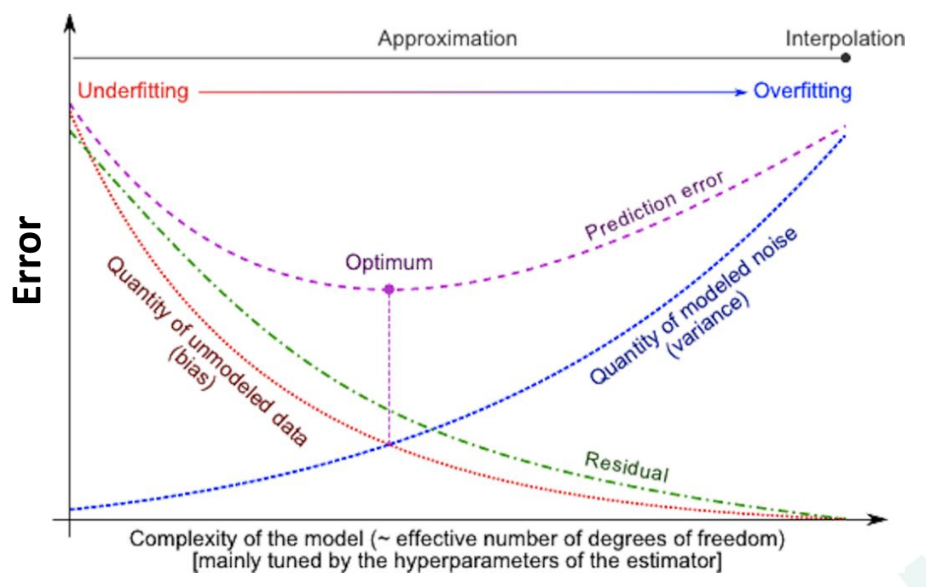 Approximation
Interpolation
Underfitting
Overfitting
Error
Prediction error
Optimum
Quantity of unmodeled data
(bias)
Quantity of modeled noise
(variance)
Residual
Complexity of the model (~ effective number of degrees of freedom)
[mainly tuned by the hyperparameters of the estimator]